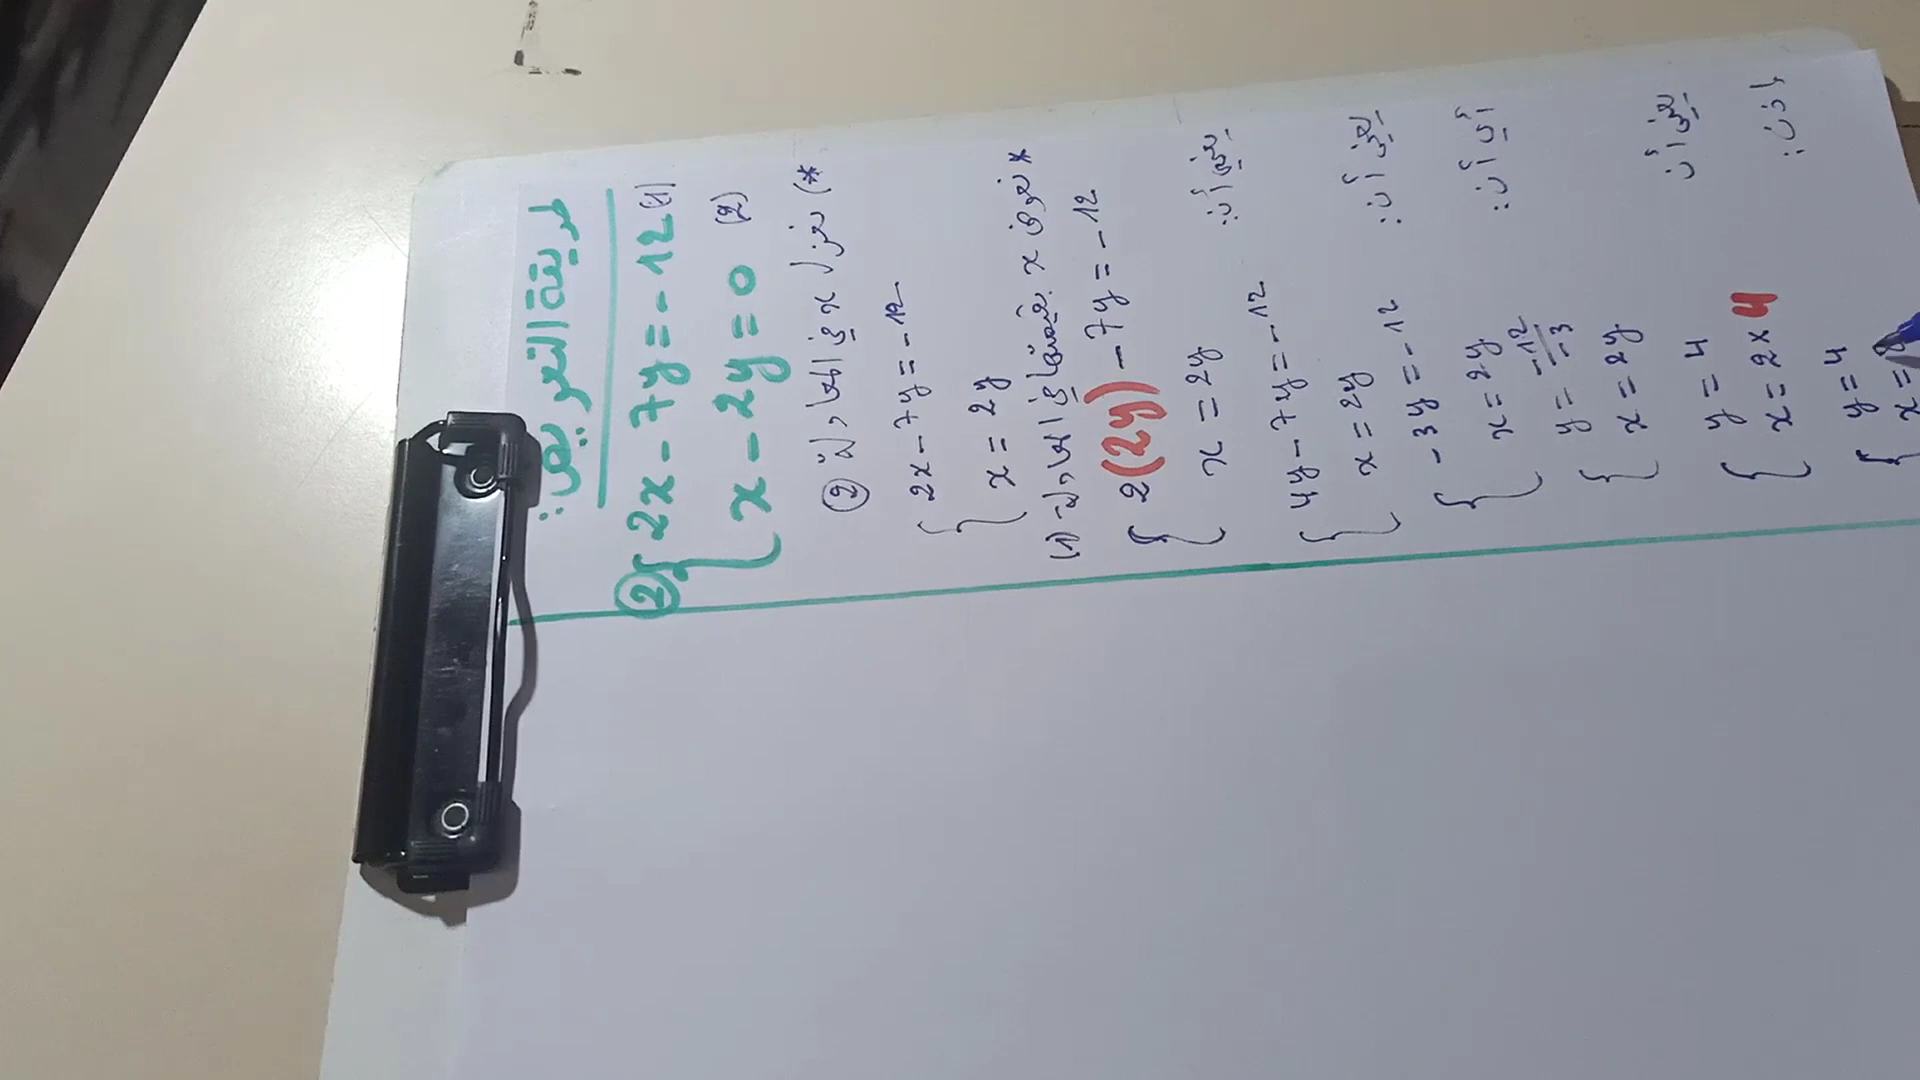 طريقة التعويض:
② { 2x - 7y = -12 (1)
x - 2y = 0 (2)
*) نعزل x في المعادلة ②
{ 2x - 7y = -12
x = 2y
* نعوض x بقيمتها في المعادلة (1)
{ 2(2y) - 7y = -12
x = 2y
يعني أن:
{ 4y - 7y = -12
x = 2y
يعني أن:
{ -3y = -12
x = 2y
أي أن:
{ y = -12/-3
x = 2y
{ y = 4
x = 2 x 4
يعني أن
إذن:
{ y = 4
x = 8